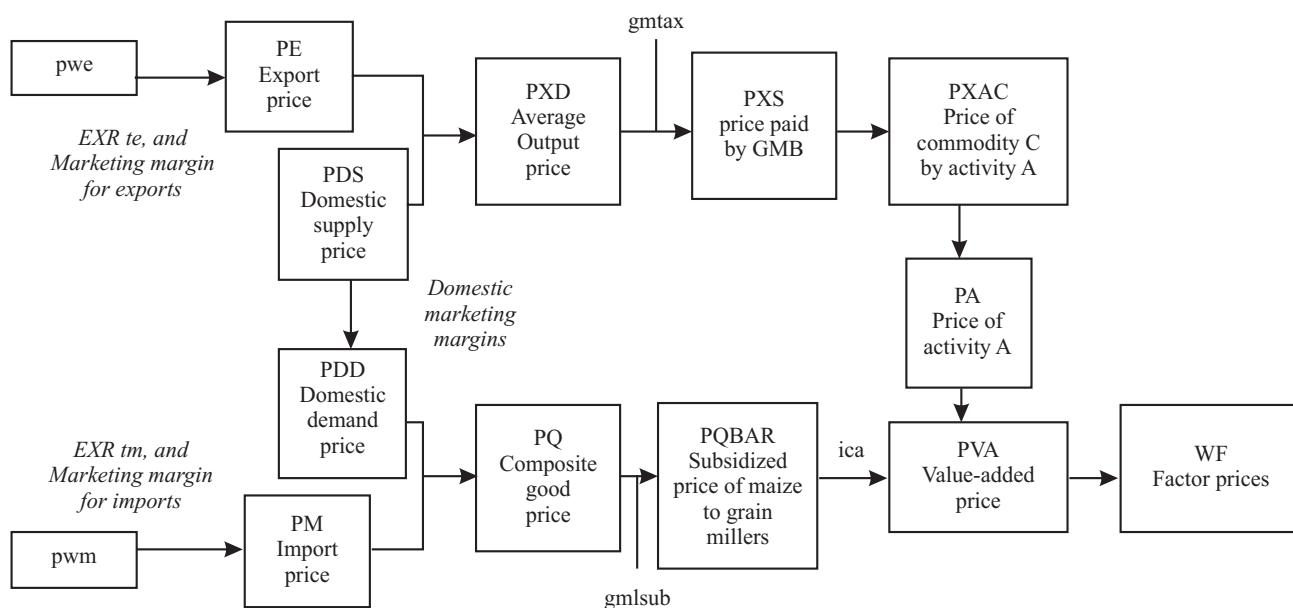 gmtax
pwe
PE
Export
price
EXR te, and
Marketing margin
for exports
PDS
Domestic
supply
price
PXD
Average
Output
price
PXS
price paid
by GMB
PXAC
Price of
commodity C
by activity A
Domestic
marketing
margins
PA
Price of
activity A
PDD
Domestic
demand
price
EXR tm, and
Marketing margin
for imports
pwm
PM
Import
price
PQ
Composite
good
price
gmlsub
PQBAR
Subsidized
price of maize
to grain
millers
ica
PVA
Value-added
price
WF
Factor prices